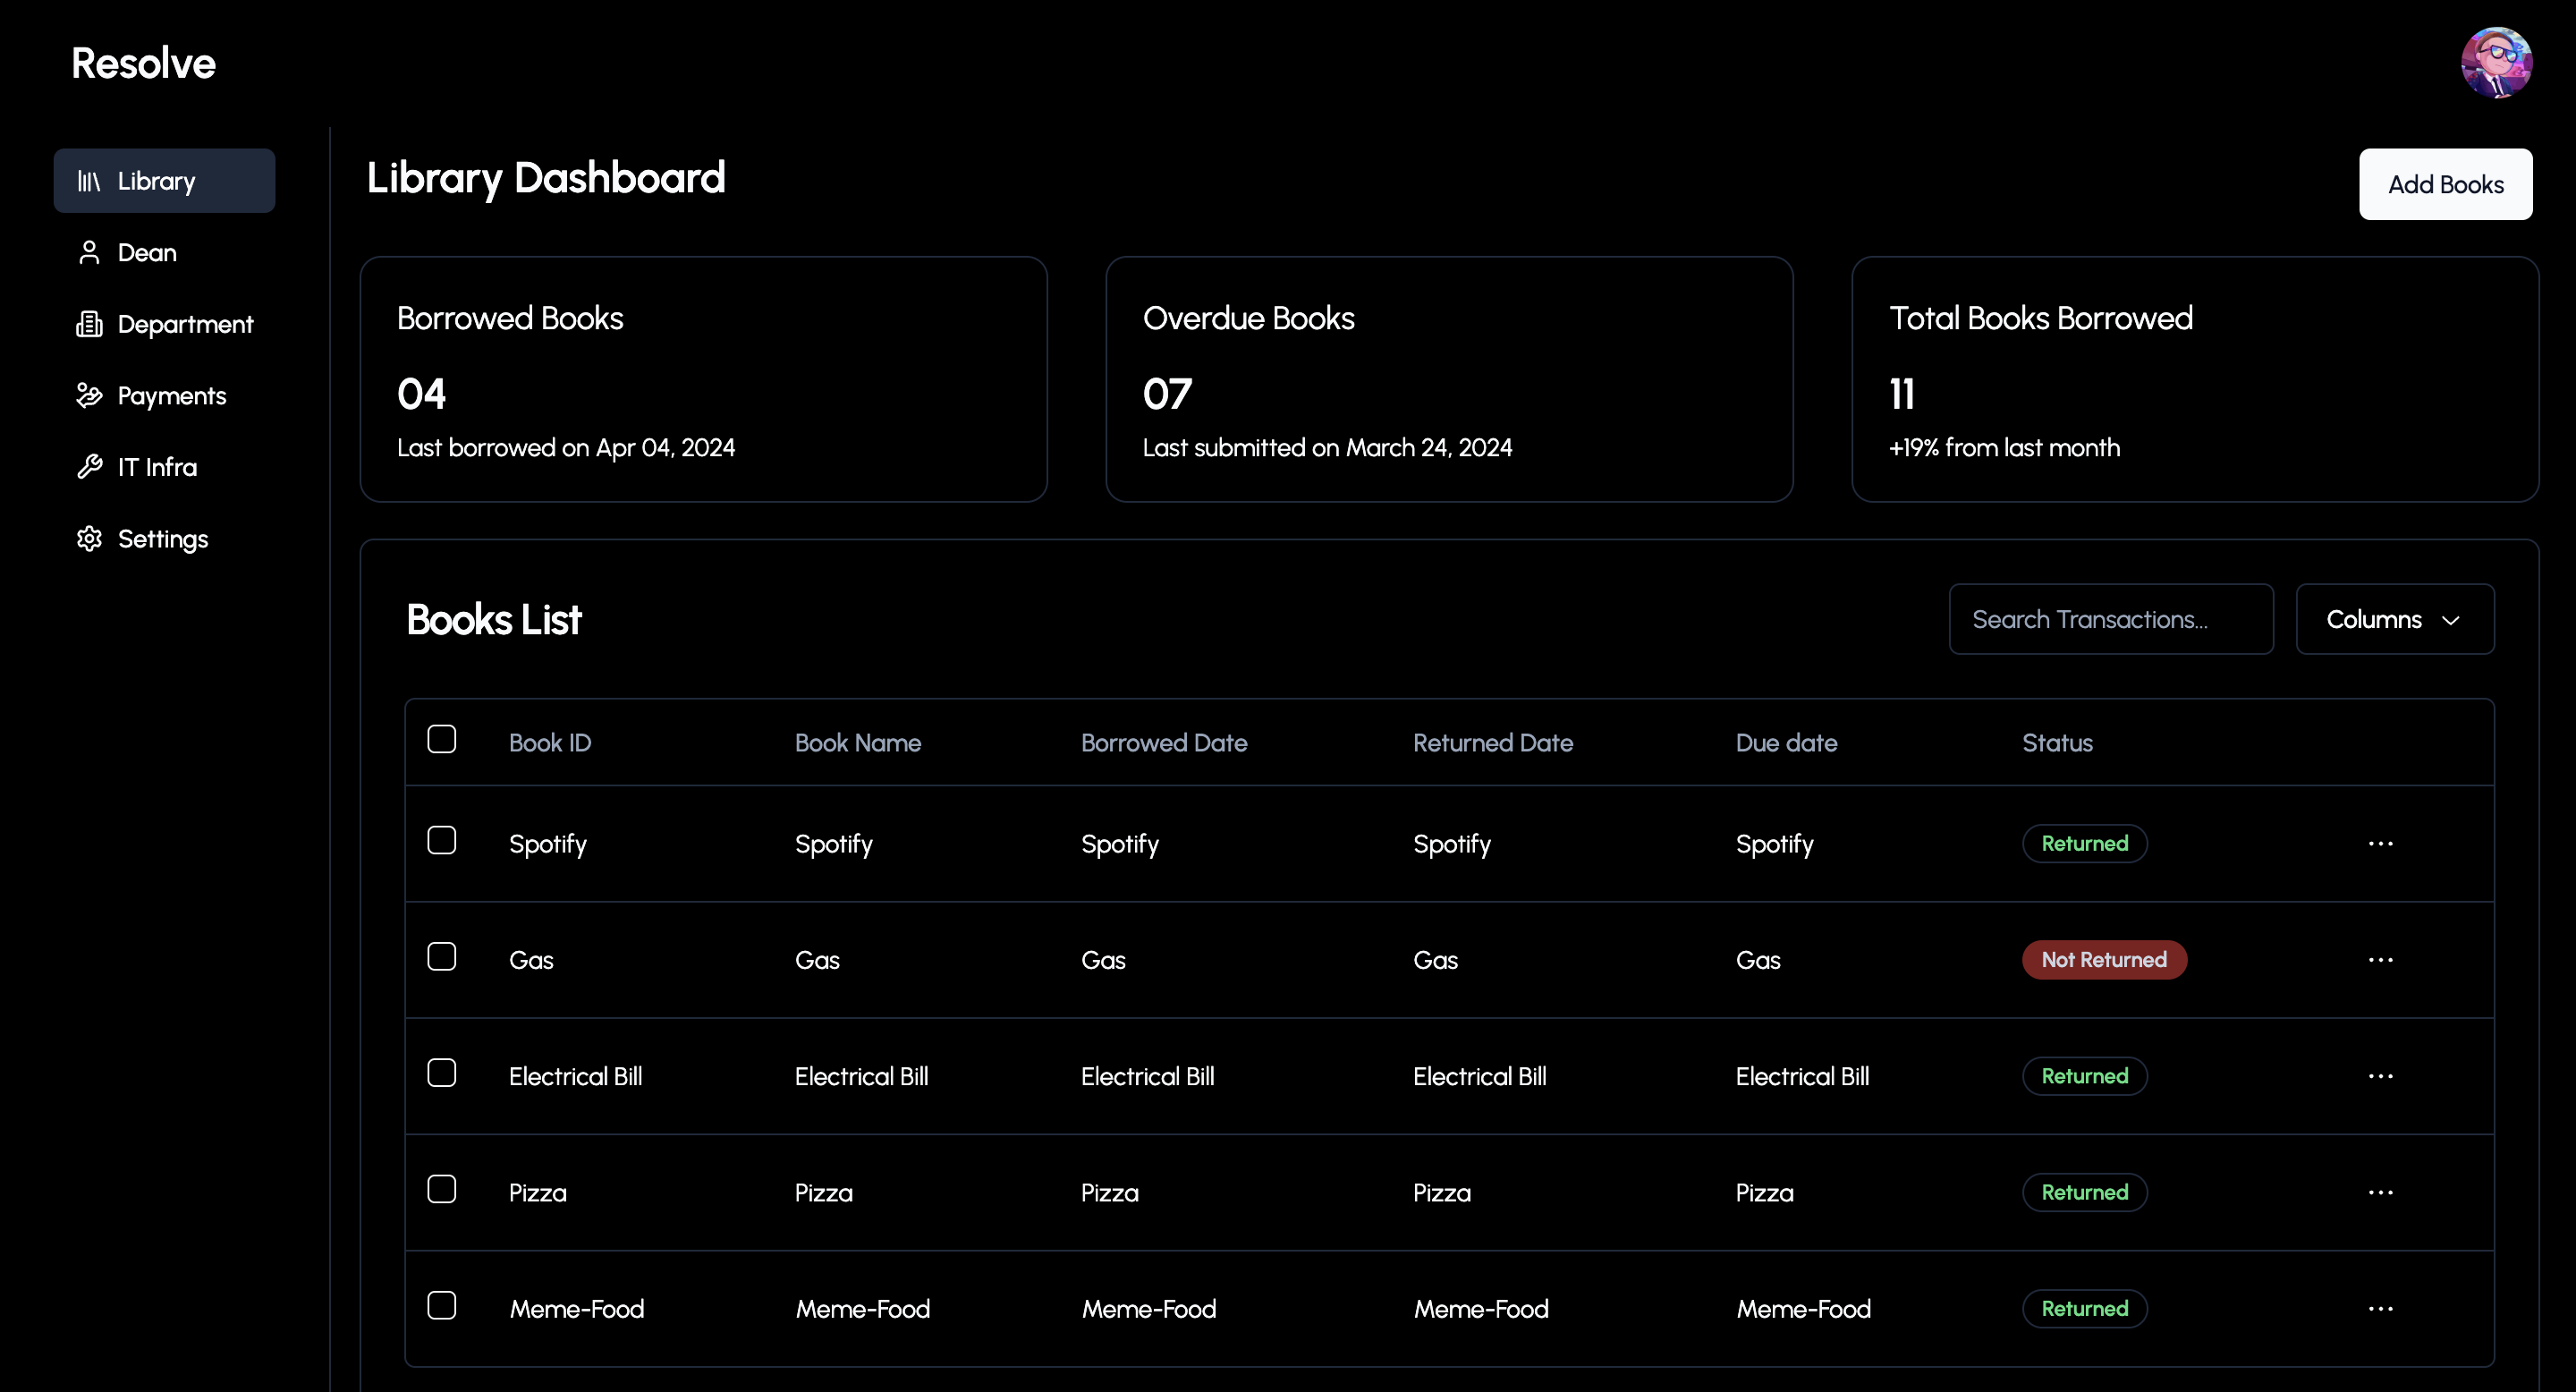 Resolve
Library
Dean
Department
Payments
IT Infra
Settings
Library Dashboard
Add Books
Borrowed Books
04
Last borrowed on Apr 04, 2024
Overdue Books
07
Last submitted on March 24, 2024
Total Books Borrowed
11
+19% from last month
Books List
Search Transactions...
Columns
Book ID Book Name Borrowed Date Returned Date Due date Status
Spotify Spotify Spotify Spotify Spotify Returned
Gas Gas Gas Gas Gas Not Returned
Electrical Bill Electrical Bill Electrical Bill Electrical Bill Electrical Bill Returned
Pizza Pizza Pizza Pizza Pizza Returned
Meme-Food Meme-Food Meme-Food Meme-Food Meme-Food Returned